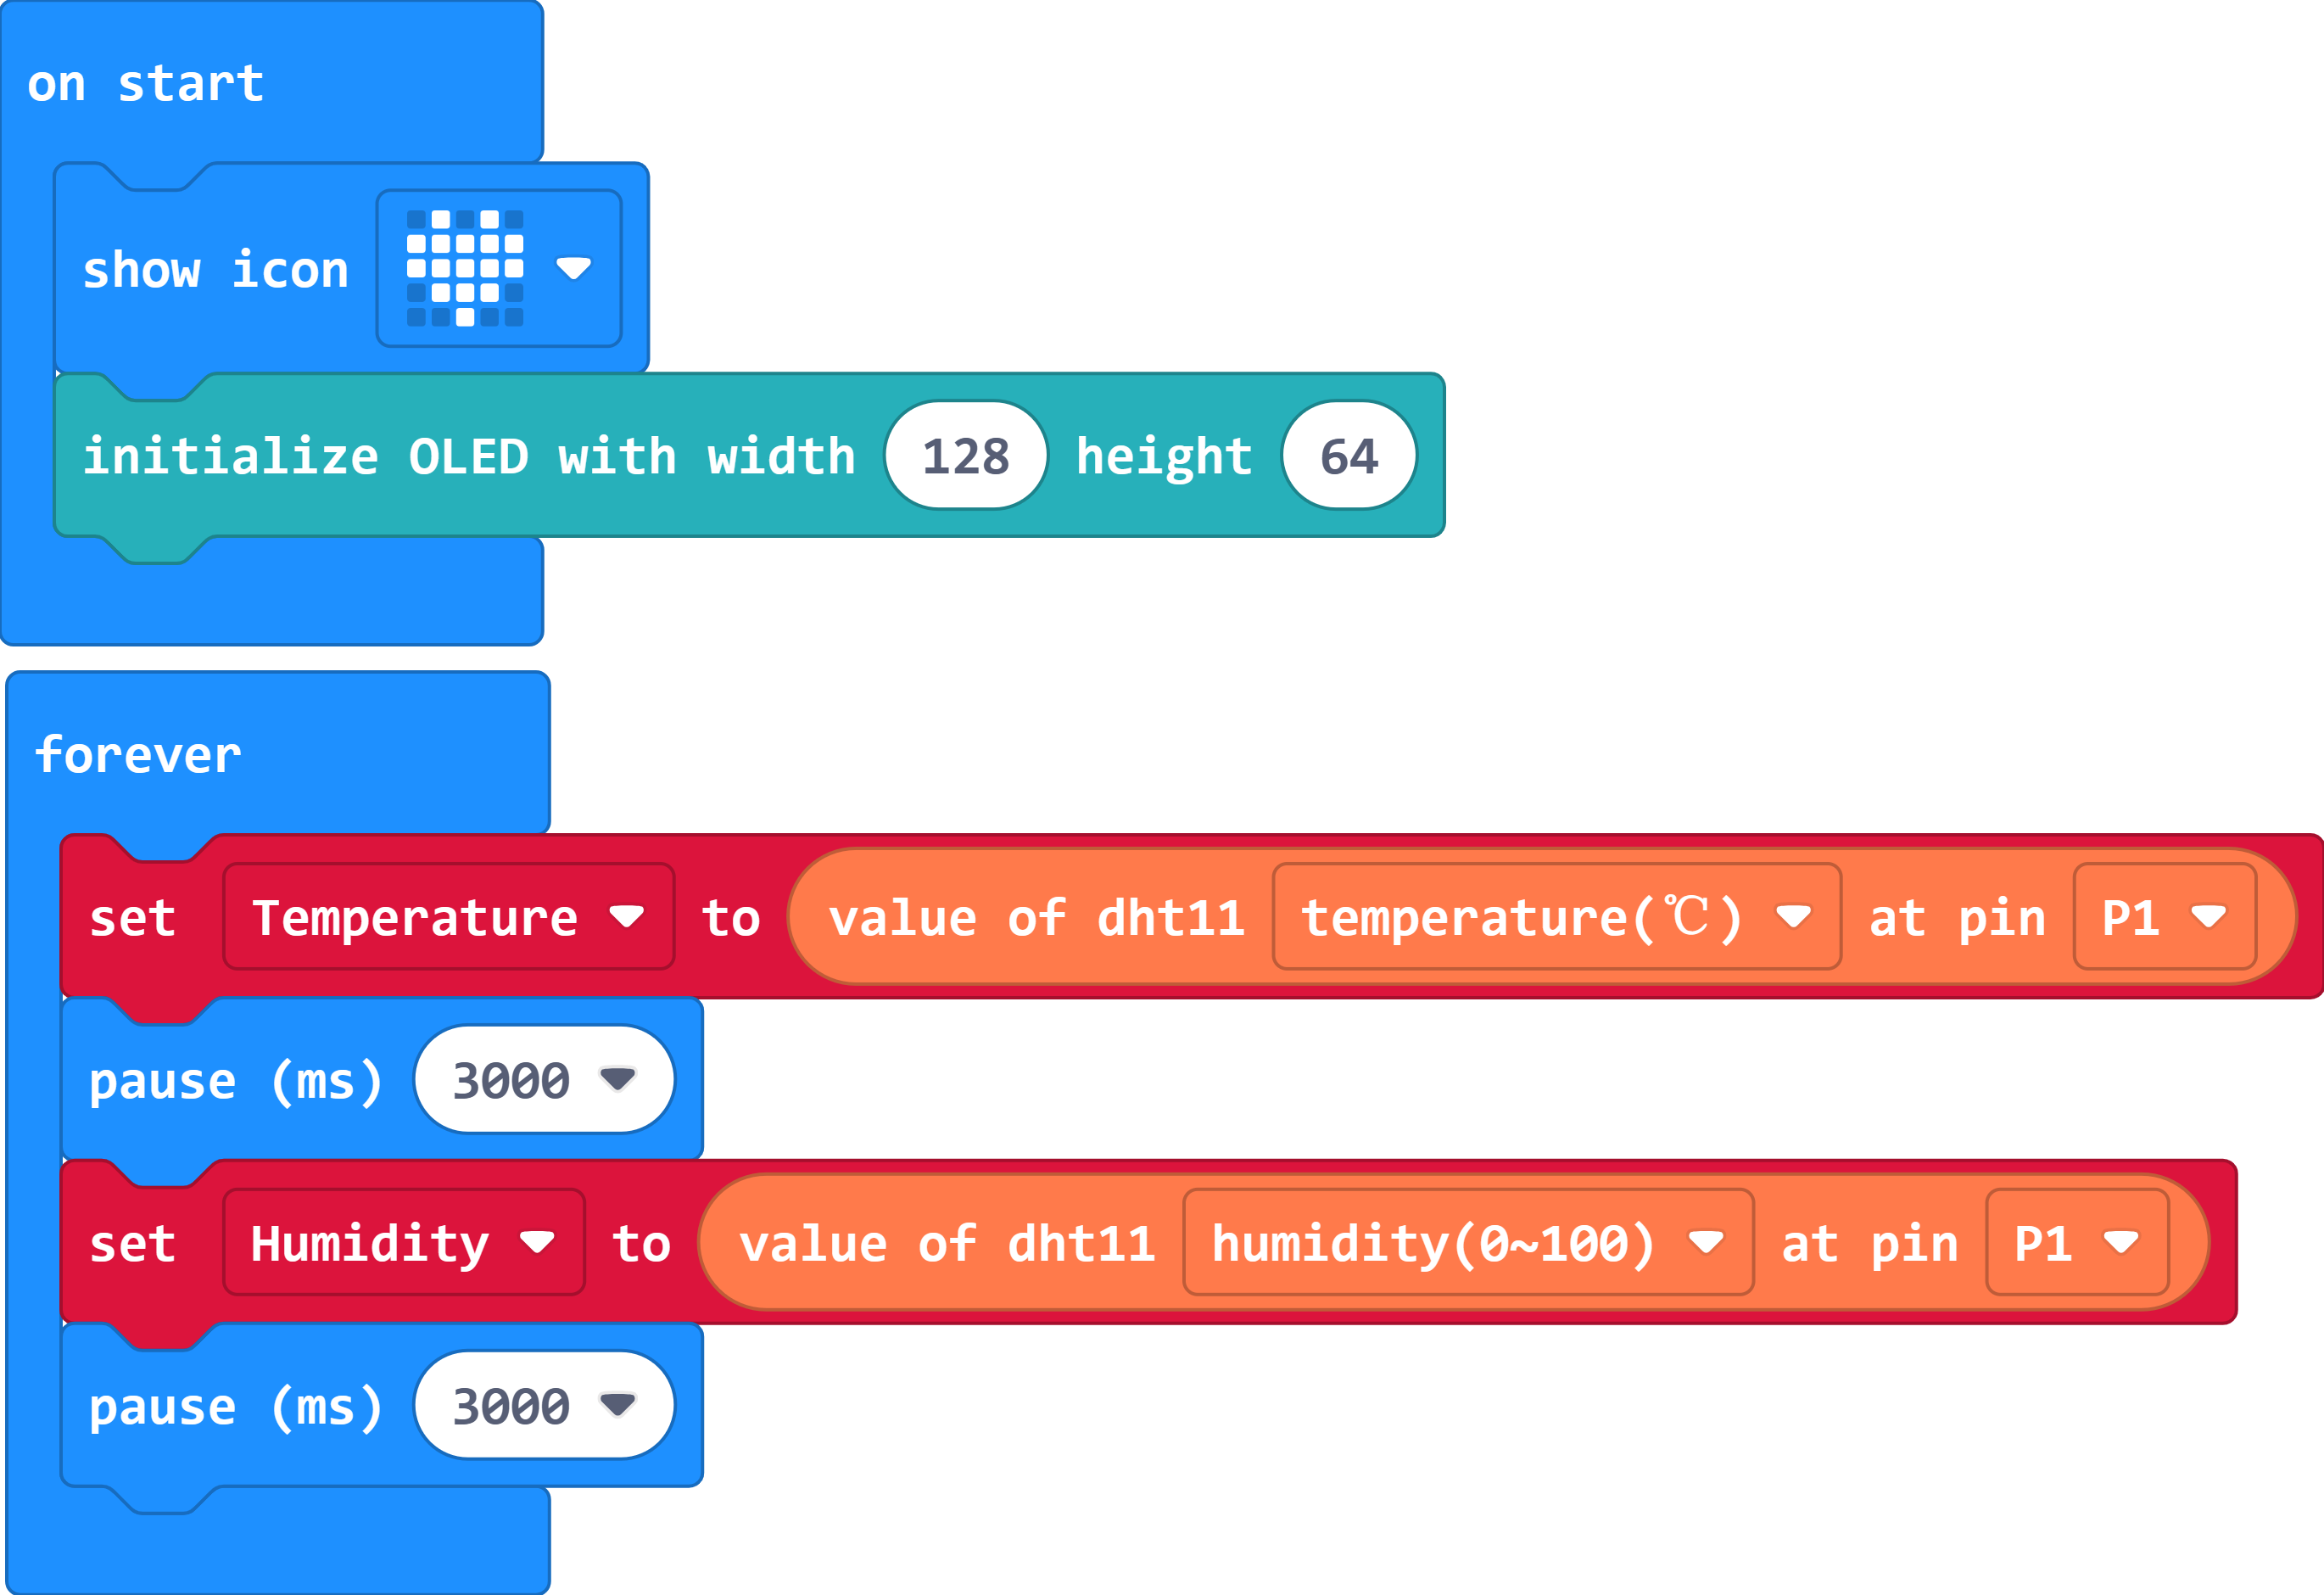 on start
show icon
initialize OLED with width 128 height 64
forever
set Temperature to value of dht11 temperature(℃) at pin P1
pause (ms) 3000
set Humidity to value of dht11 humidity(0~100) at pin P1
pause (ms) 3000